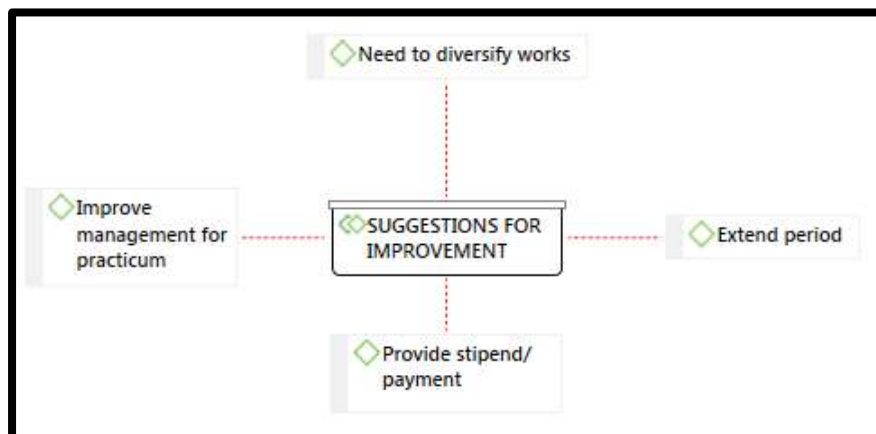 Need to diversify works
Improve
management for
practicum
SUGGESTIONS FOR
IMPROVEMENT
Extend period
Provide stipend/
payment